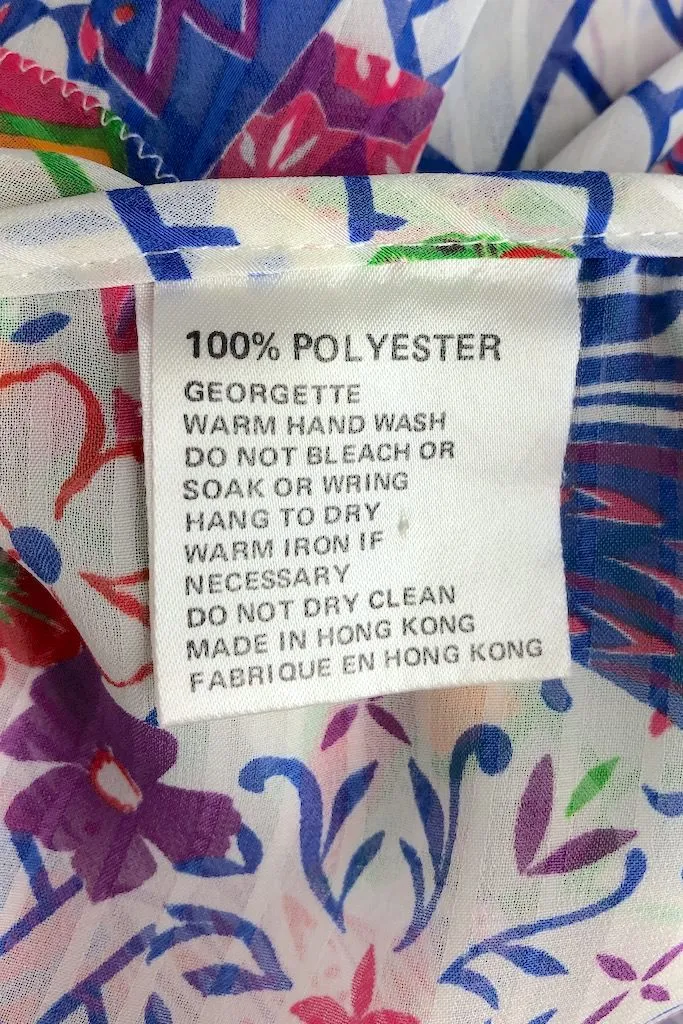 100% POLYESTER
GEORGETTE
WARM HAND WASH
DO NOT BLEACH OR
SOAK OR WRING
HANG TO DRY
WARM IRON IF
NECESSARY
DO NOT DRY CLEAN
MADE IN HONG KONG
FABRIQUE EN HONG KONG